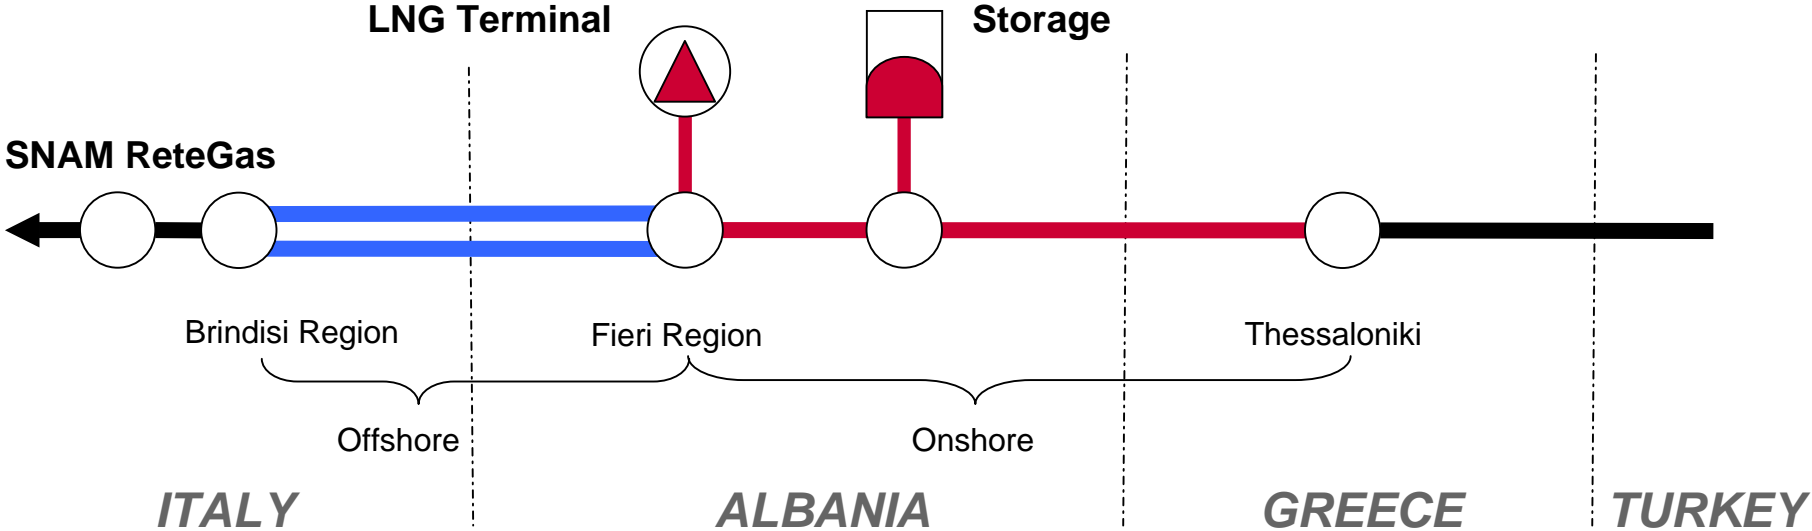 LNG Terminal
Storage
SNAM ReteGas
Brindisi Region
Fieri Region
Thessaloniki
Offshore
Onshore
ITALY
ALBANIA
GREECE
TURKEY